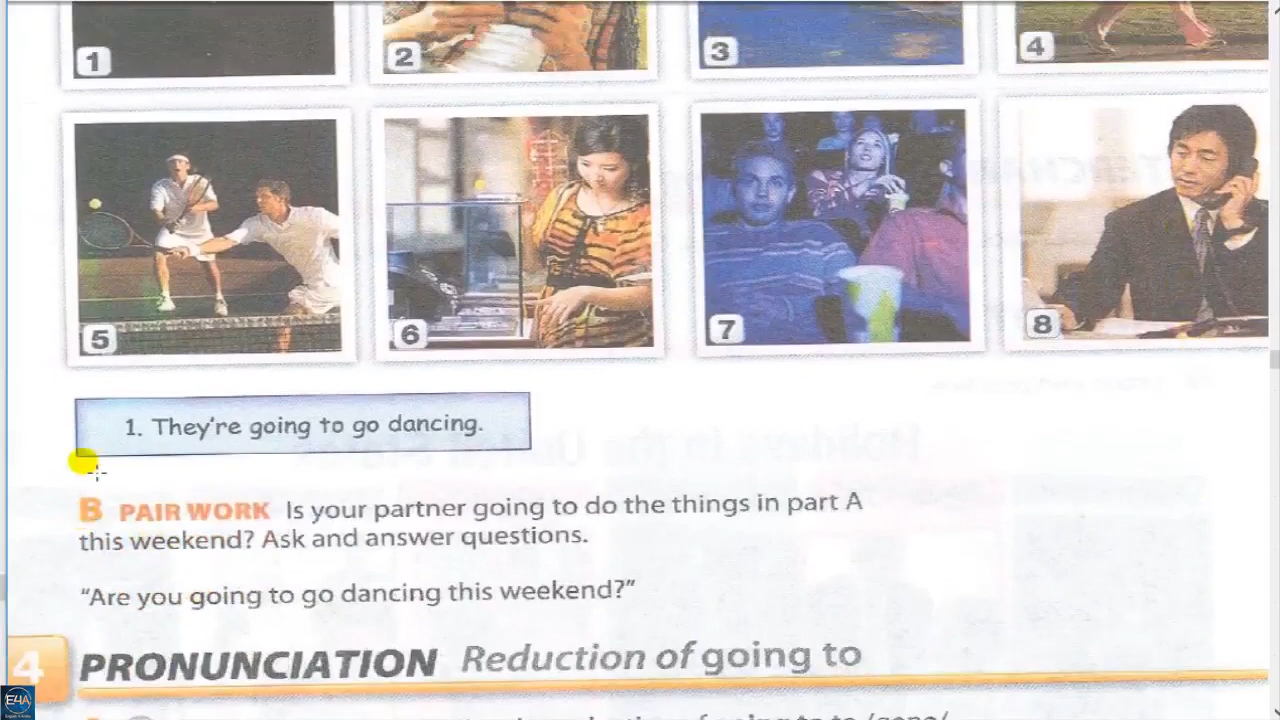 1
2
3
4
5
6
7
8
1. They're going to go dancing.
B PAIR WORK Is your partner going to do the things in part A
this weekend? Ask and answer questions.
"Are you going to go dancing this weekend?"
4 PRONUNCIATION Reduction of going to
E4A